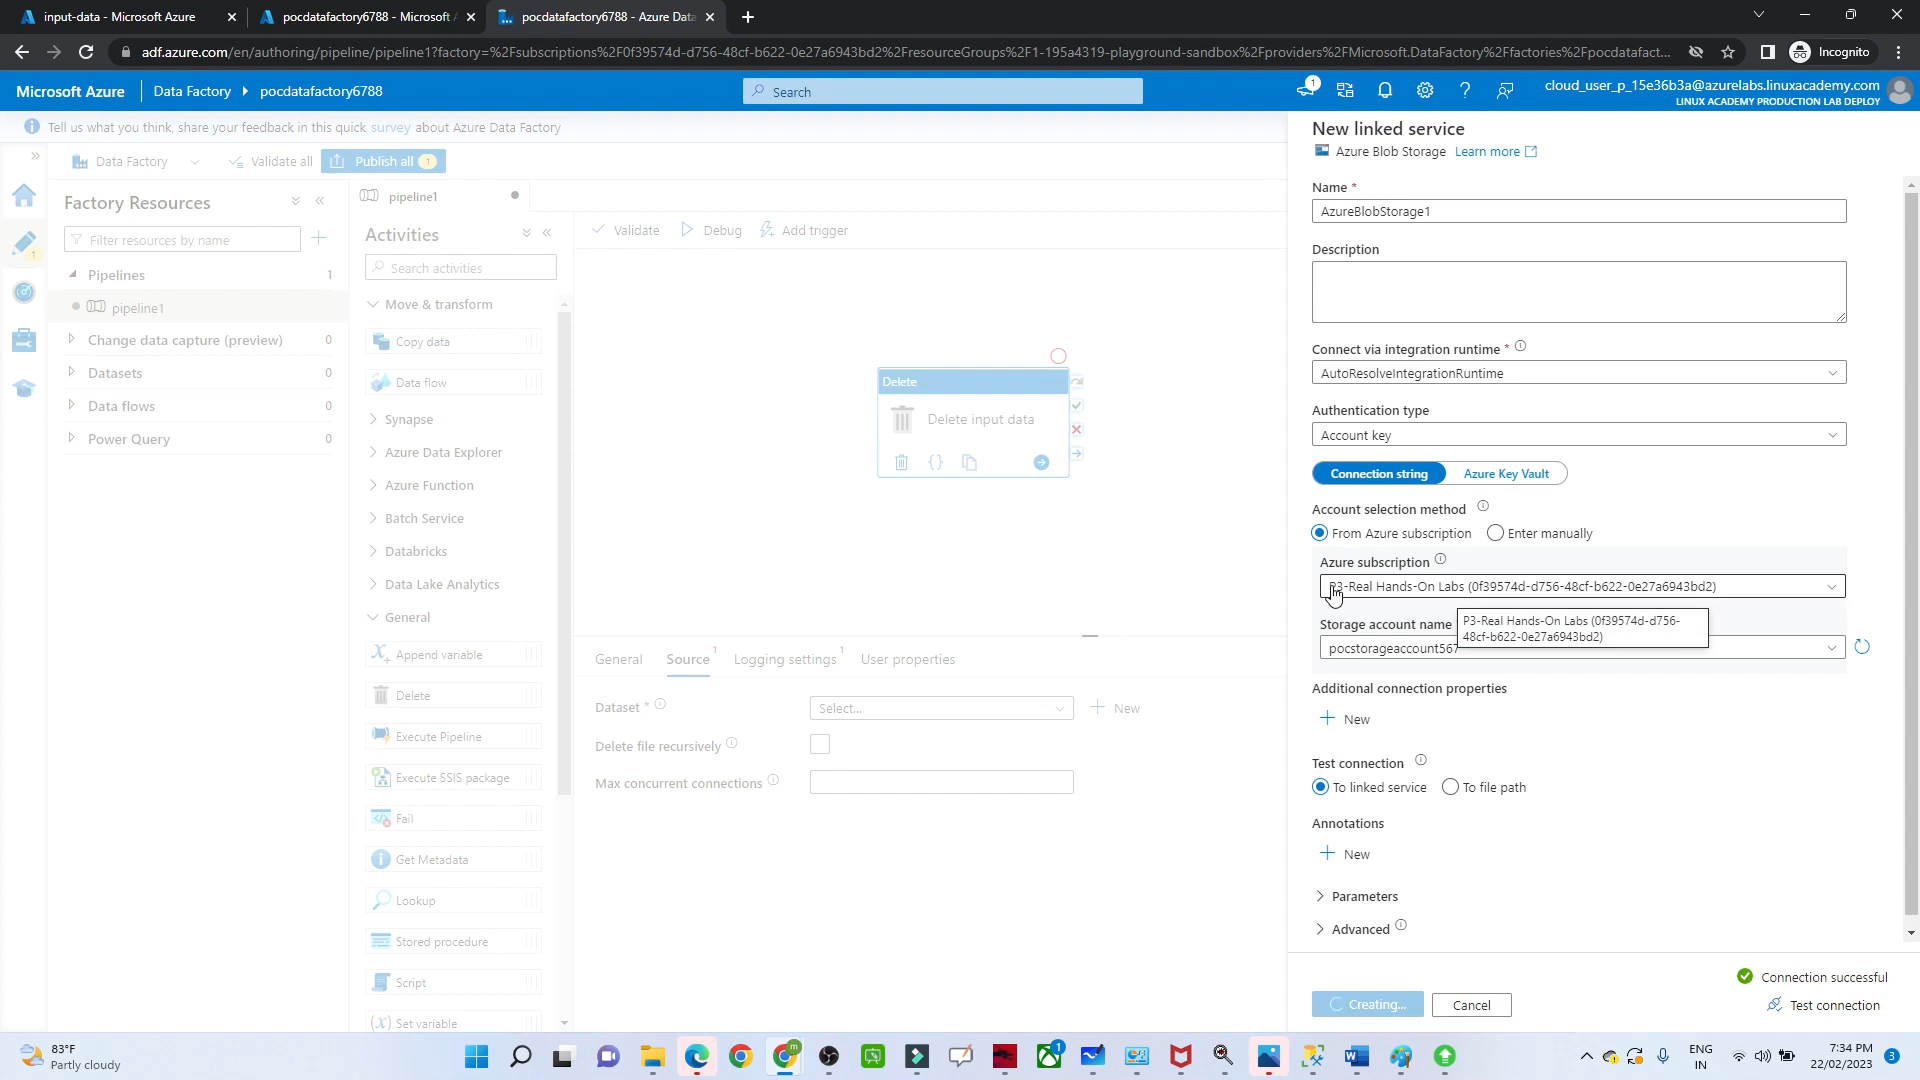 input-data - Microsoft Azure
pocdatafactory6788 - Microsoft A
pocdatafactory6788 - Azure Data
adf.azure.com/en/authoring/pipeline/pipeline1?factory=%2Fsubscriptions%2F0f39574d-d756-48cf-b622-0e27a6943bd2%2FresourceGroups%2F1-195a4319-playground-sandbox%2Fproviders%2FMicrosoft.DataFactory%2Ffactories%2Fpocdatafact...
Incognito
Microsoft Azure
Data Factory
pocdatafactory6788
Search
1
cloud_user_p_15e36b3a@azurelabs.linuxacademy.com
LINUX ACADEMY PRODUCTION LAB DEPLOY
Tell us what you think, share your feedback in this quick survey about Azure Data Factory
Data Factory
Validate all
Publish all 1
Factory Resources
Filter resources by name
Pipelines 1
pipeline1
Change data capture (preview) 0
Datasets 0
Data flows 0
Power Query 0
1
pipeline1
Activities
Search activities
Move & transform
Copy data
Data flow
Synapse
Azure Data Explorer
Azure Function
Batch Service
Databricks
Data Lake Analytics
General
Append variable
Delete
Execute Pipeline
Execute SSIS package
Fail
Get Metadata
Lookup
Stored procedure
Script
(X) Set variable
Validate
Debug
Add trigger
Delete
Delete input data
{}
General
Source 1
Logging settings 1
User properties
Dataset *
Select...
New
Delete file recursively
Max concurrent connections
New linked service
Azure Blob Storage Learn more
Name *
AzureBlobStorage1
Description
Connect via integration runtime *
AutoResolveIntegrationRuntime
Authentication type
Account key
Connection string
Azure Key Vault
Account selection method
From Azure subscription
Enter manually
Azure subscription
P3-Real Hands-On Labs (0f39574d-d756-48cf-b622-0e27a6943bd2)
P3-Real Hands-On Labs (0f39574d-d756-
48cf-b622-0e27a6943bd2)
Storage account name
pocstorageaccount567
Additional connection properties
New
Test connection
To linked service
To file path
Annotations
New
Parameters
Advanced
Connection successful
Creating...
Cancel
Test connection
83°F
Partly cloudy
m
1
ENG
IN
7:34 PM
22/02/2023
3